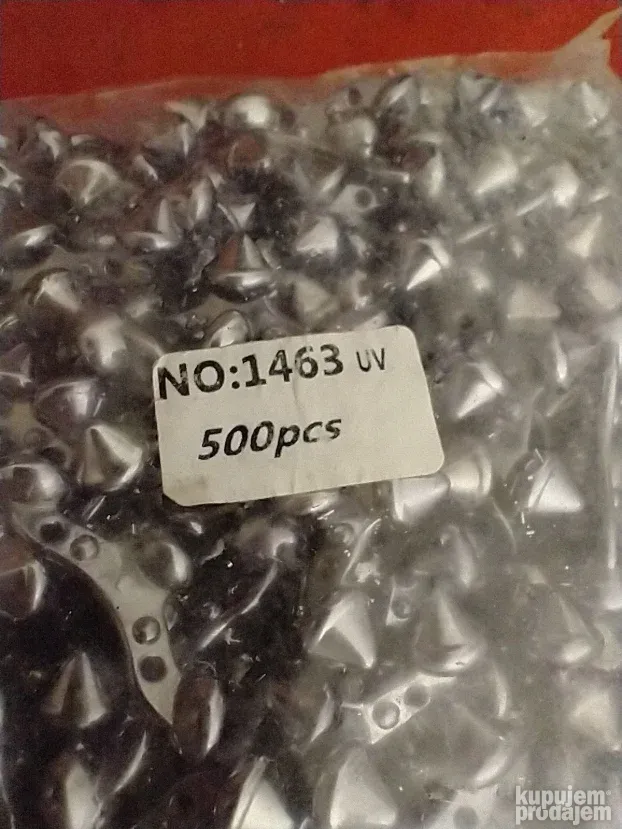 NO:1463 UV
500pcs
kupujem
prodajem